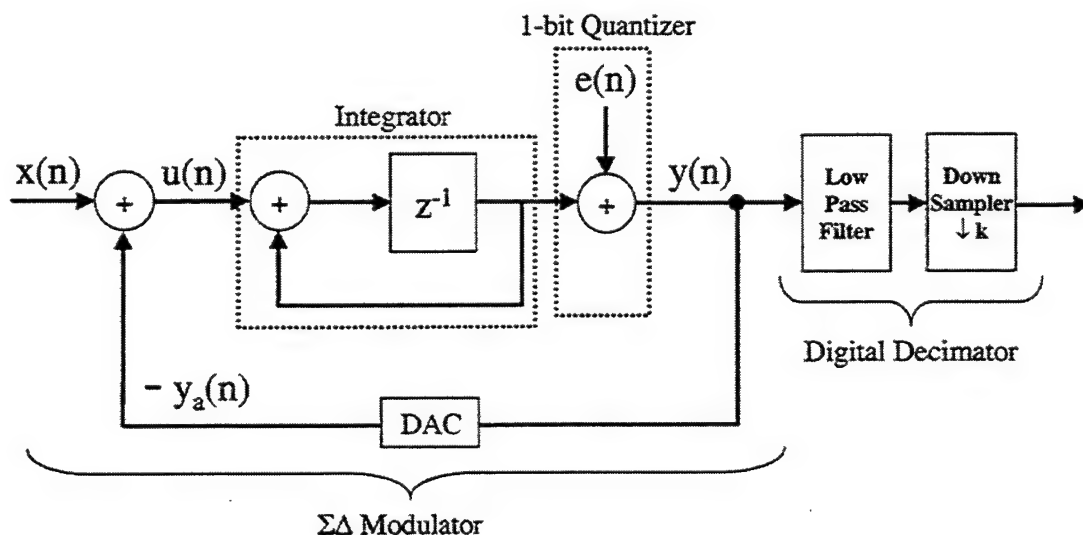 1-bit Quantizer
e(n)
Integrator
x(n)
+
u(n)
+
z-1
+
y(n)
Low
Pass
Filter
Down
Sampler
↓ k
Digital Decimator
− ya(n)
DAC
ΣΔ Modulator